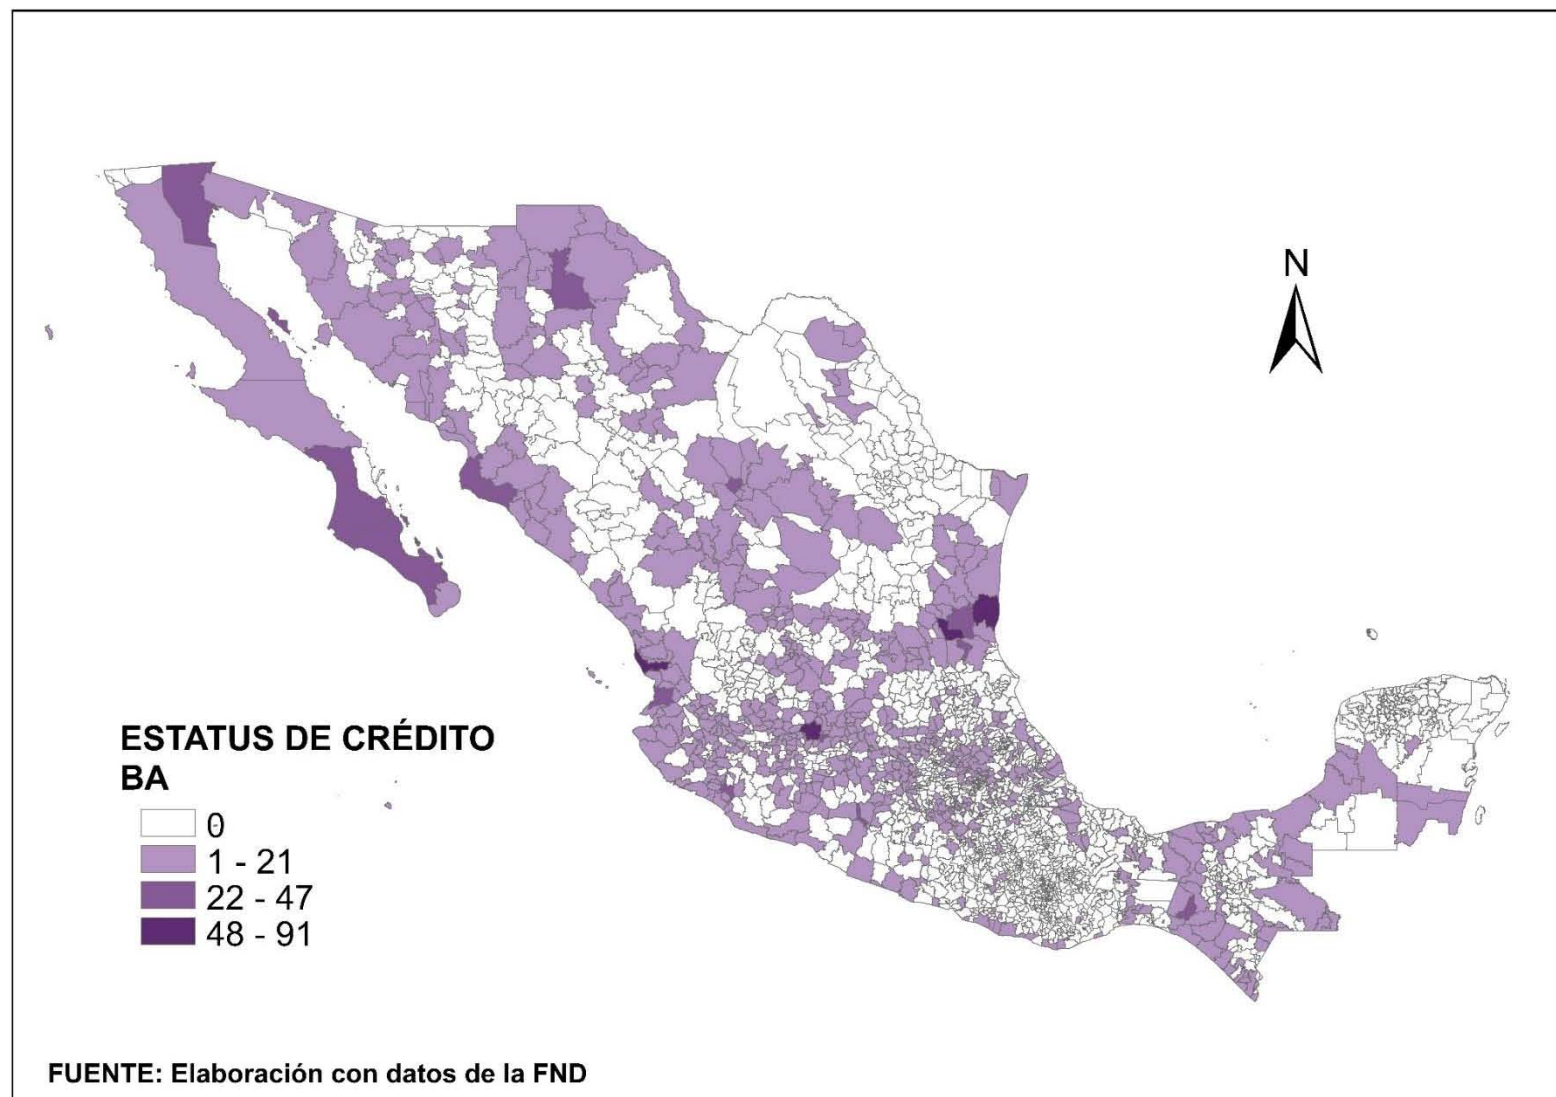 N
ESTATUS DE CRÉDITO
BA
0
1 - 21
22 - 47
48 - 91
FUENTE: Elaboración con datos de la FND